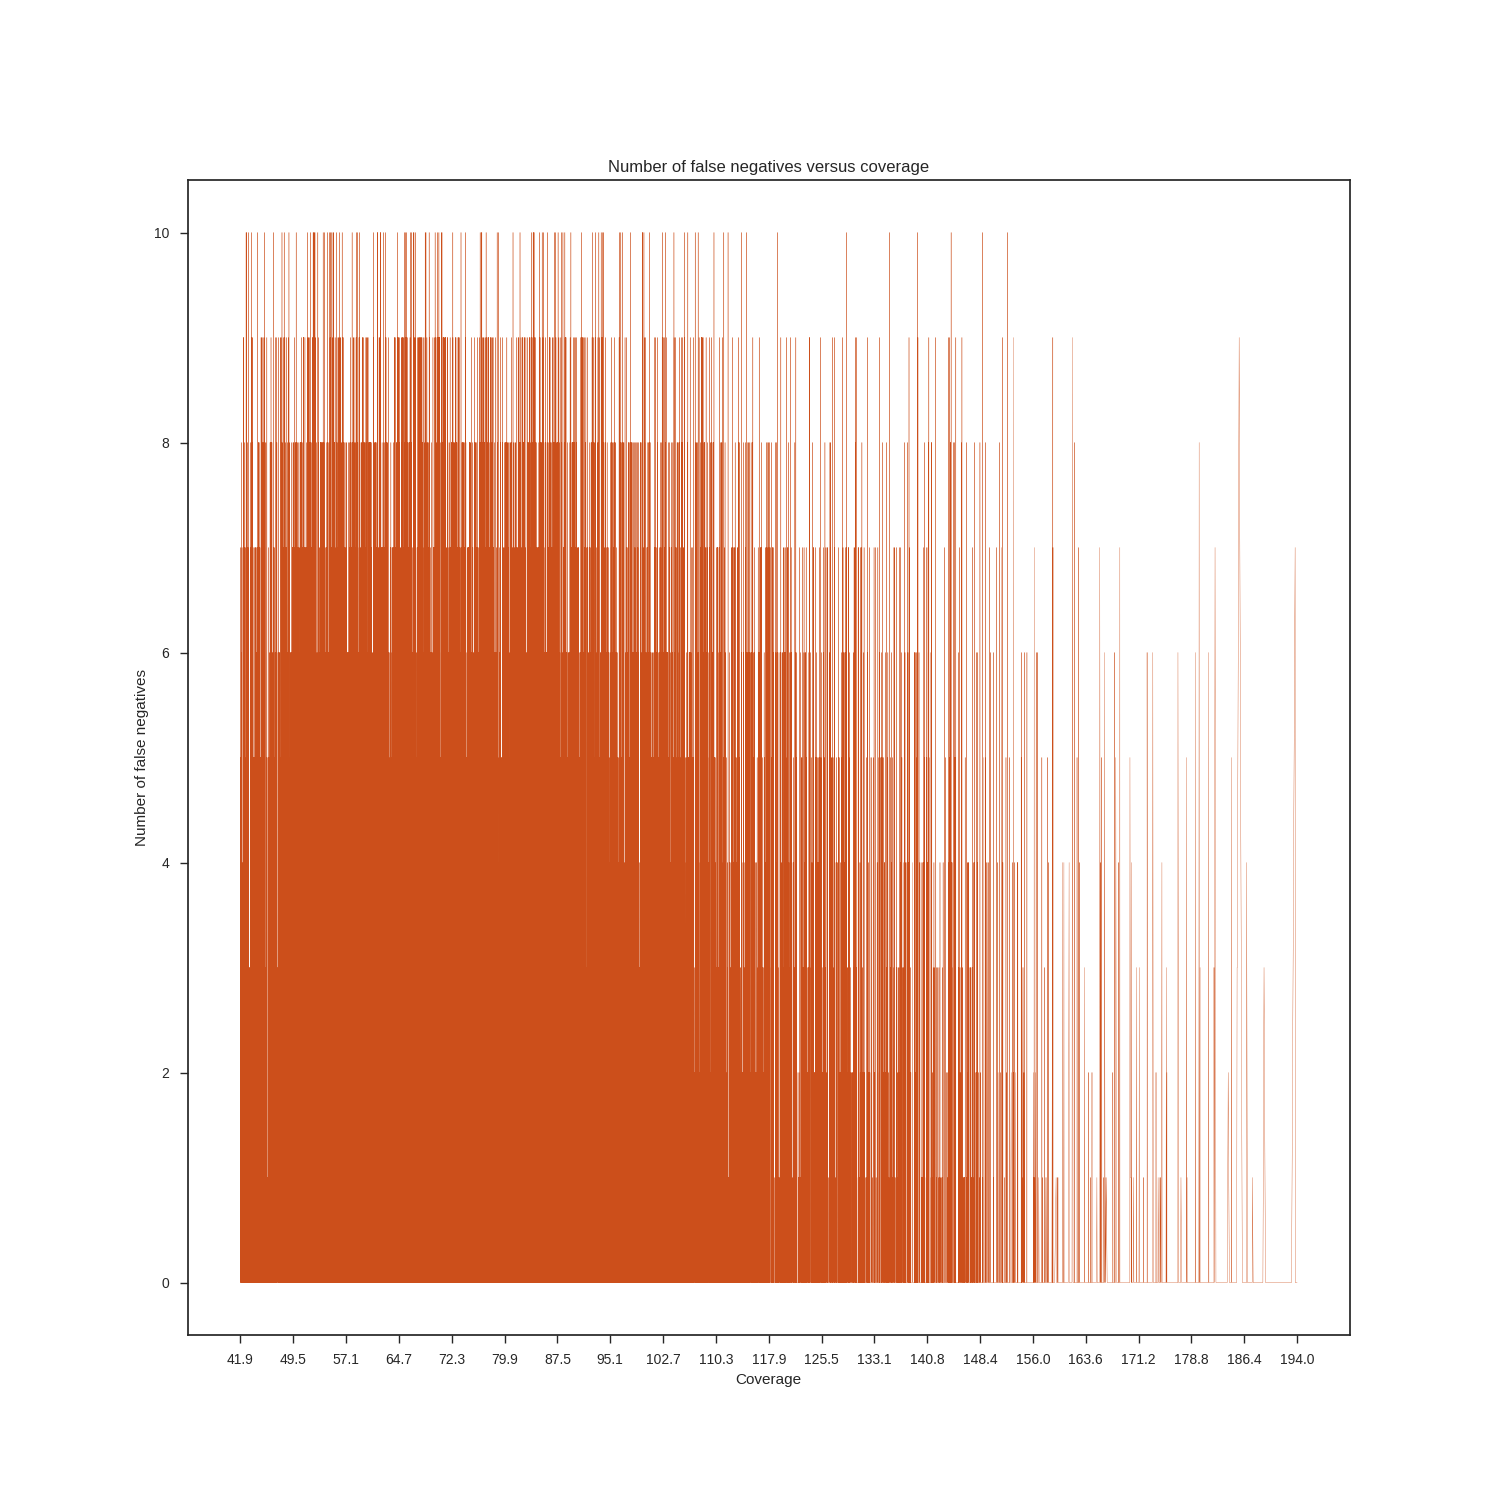 Number of false negatives versus coverage
10
8
6
4
2
0
Number of false negatives
41.9 49.5 57.1 64.7 72.3 79.9 87.5 95.1 102.7 110.3 117.9 125.5 133.1 140.8 148.4 156.0 163.6 171.2 178.8 186.4 194.0
Coverage